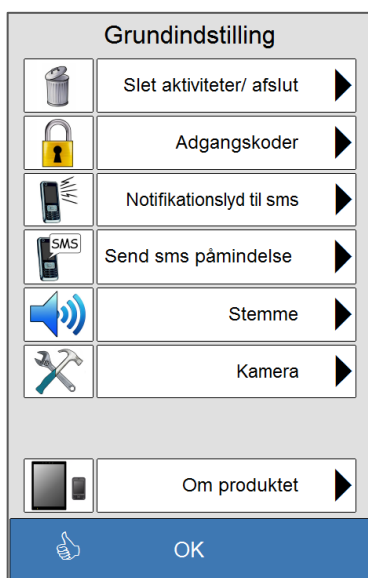 Grundindstilling
Slet aktiviteter/ afslut
Adgangskoder
Notifikationslyd til sms
SMS
Send sms påmindelse
Stemme
Kamera
Om produktet
OK